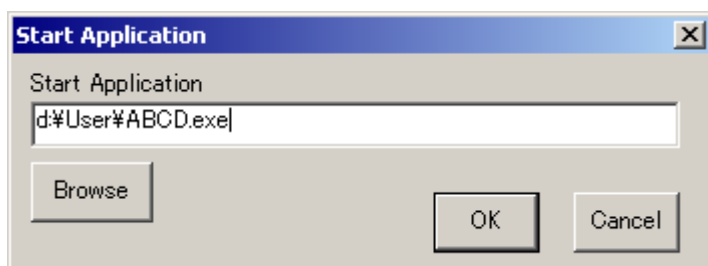 Start Application
Start Application
d:¥User¥ABCD.exe
Browse
OK
Cancel